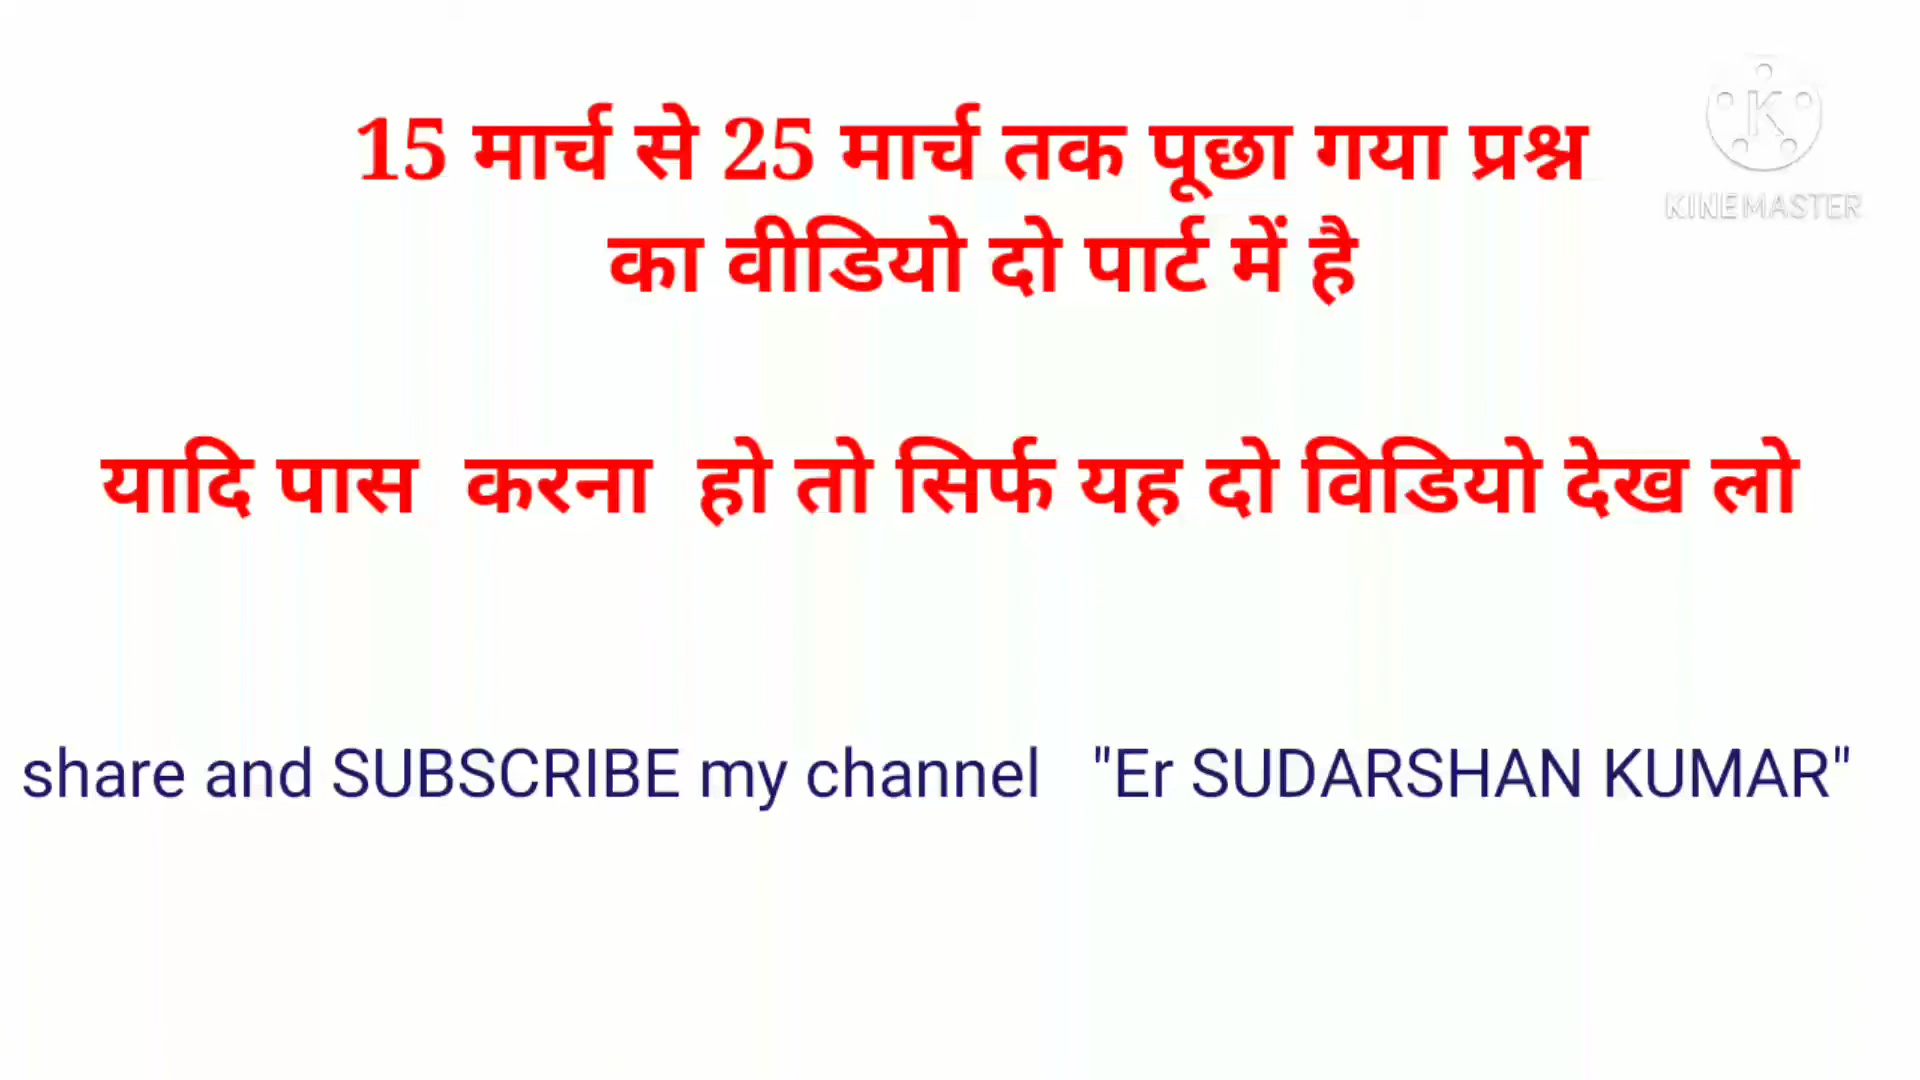 15 मार्च से 25 मार्च तक पूछा गया प्रश्न
का वीडियो दो पार्ट में है
यादि पास करना हो तो सिर्फ यह दो विडियो देख लो
share and SUBSCRIBE my channel "Er SUDARSHAN KUMAR"
K
KINEMASTER